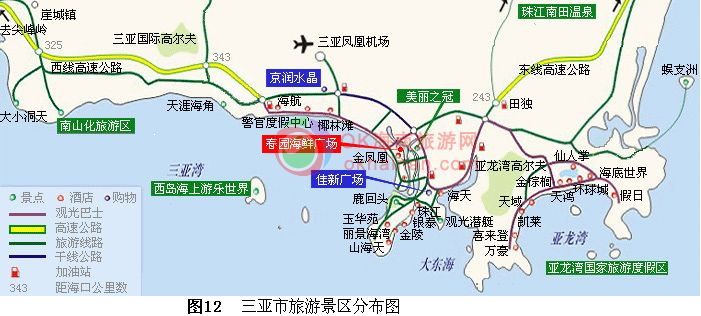 崖城镇
去尖峰岭
325
西线高速公路
三亚国际高尔夫
343
三亚凤凰机场
珠江南田温泉
东线高速公路
蜈支洲
大小洞天
南山化旅游区
天涯海角
京润水晶
海航
警官度假中心
椰林滩
美丽之冠
243
田独
春园海鲜广场
OK海南旅游网
金凤凰
三亚湾
西岛海上游乐世界
佳新广场
鹿回头
亚龙湾高尔夫
仙人掌
海底世界
金棕榈
环球城
天域
天鸿
假日
海天
珠江
银泰
观光潜艇
玉华苑
丽景海湾
金陵
山海天
凯莱
喜来登
万豪
大东海
亚龙湾
亚龙湾国家旅游度假区
景点
酒店
购物
观光巴士
高速公路
旅游线路
干线公路
加油站
343
距海口公里数
图12 三亚市旅游景区分布图